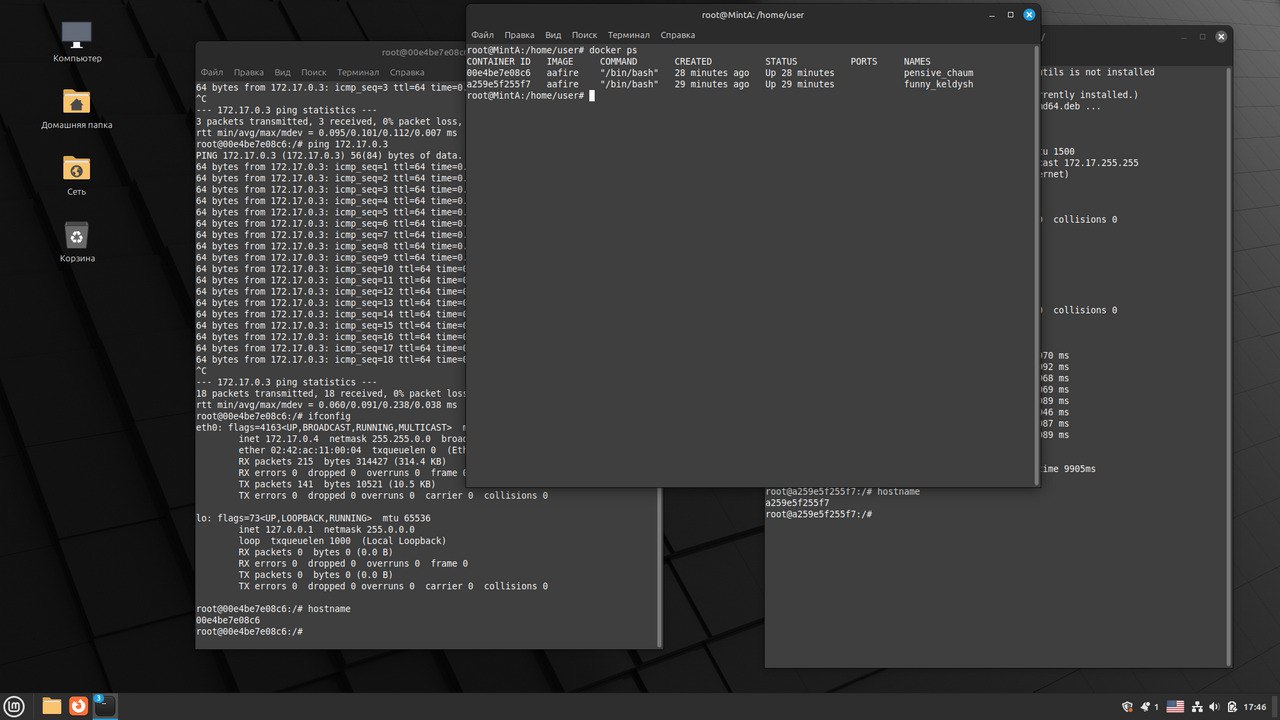 Компьютер
Домашняя папка
Сеть
Корзина
root@00e4be7e08c6:
Файл Правка Вид Поиск Терминал Справка
64 bytes from 172.17.0.3: icmp_seq=3 ttl=64 time=0.
^C
--- 172.17.0.3 ping statistics ---
3 packets transmitted, 3 received, 0% packet loss,
rtt min/avg/max/mdev = 0.095/0.101/0.112/0.007 ms
root@00e4be7e08c6:/# ping 172.17.0.3
PING 172.17.0.3 (172.17.0.3) 56(84) bytes of data.
64 bytes from 172.17.0.3: icmp_seq=1 ttl=64 time=0.
64 bytes from 172.17.0.3: icmp_seq=2 ttl=64 time=0.
64 bytes from 172.17.0.3: icmp_seq=3 ttl=64 time=0.
64 bytes from 172.17.0.3: icmp_seq=4 ttl=64 time=0.
64 bytes from 172.17.0.3: icmp_seq=5 ttl=64 time=0.
64 bytes from 172.17.0.3: icmp_seq=6 ttl=64 time=0.
64 bytes from 172.17.0.3: icmp_seq=7 ttl=64 time=0.
64 bytes from 172.17.0.3: icmp_seq=8 ttl=64 time=0.
64 bytes from 172.17.0.3: icmp_seq=9 ttl=64 time=0.
64 bytes from 172.17.0.3: icmp_seq=10 ttl=64 time=0
64 bytes from 172.17.0.3: icmp_seq=11 ttl=64 time=0
64 bytes from 172.17.0.3: icmp_seq=12 ttl=64 time=0
64 bytes from 172.17.0.3: icmp_seq=13 ttl=64 time=0
64 bytes from 172.17.0.3: icmp_seq=14 ttl=64 time=0
64 bytes from 172.17.0.3: icmp_seq=15 ttl=64 time=0
64 bytes from 172.17.0.3: icmp_seq=16 ttl=64 time=0
64 bytes from 172.17.0.3: icmp_seq=17 ttl=64 time=0
64 bytes from 172.17.0.3: icmp_seq=18 ttl=64 time=0
^C
--- 172.17.0.3 ping statistics ---
18 packets transmitted, 18 received, 0% packet loss
rtt min/avg/max/mdev = 0.060/0.091/0.238/0.038 ms
root@00e4be7e08c6:/# ifconfig
eth0: flags=4163<UP,BROADCAST,RUNNING,MULTICAST> m
inet 172.17.0.4 netmask 255.255.0.0 broad
ether 02:42:ac:11:00:04 txqueuelen 0 (Eth
RX packets 215 bytes 314427 (314.4 KB)
RX errors 0 dropped 0 overruns 0 frame 0
TX packets 141 bytes 10521 (10.5 KB)
TX errors 0 dropped 0 overruns 0 carrier 0 collisions 0
lo: flags=73<UP,LOOPBACK,RUNNING> mtu 65536
inet 127.0.0.1 netmask 255.0.0.0
loop txqueuelen 1000 (Local Loopback)
RX packets 0 bytes 0 (0.0 B)
RX errors 0 dropped 0 overruns 0 frame 0
TX packets 0 bytes 0 (0.0 B)
TX errors 0 dropped 0 overruns 0 carrier 0 collisions 0
root@00e4be7e08c6:/# hostname
00e4be7e08c6
root@00e4be7e08c6:/#
root@MintA: /home/user
Файл Правка Вид Поиск Терминал Справка
root@MintA:/home/user# docker ps
CONTAINER ID IMAGE COMMAND CREATED STATUS PORTS NAMES
00e4be7e08c6 aafire "/bin/bash" 28 minutes ago Up 28 minutes pensive_chaum
a259e5f255f7 aafire "/bin/bash" 29 minutes ago Up 29 minutes funny_keldysh
root@MintA:/home/user#
/
utils is not installed
rently installed.)
md64.deb ...
tu 1500
cast 172.17.255.255
ernet)
0 collisions 0
0 collisions 0
070 ms
092 ms
068 ms
069 ms
089 ms
046 ms
087 ms
089 ms
time 9905ms
root@a259e5f255f7:/# hostname
a259e5f255f7
root@a259e5f255f7:/#
3
1
17:46